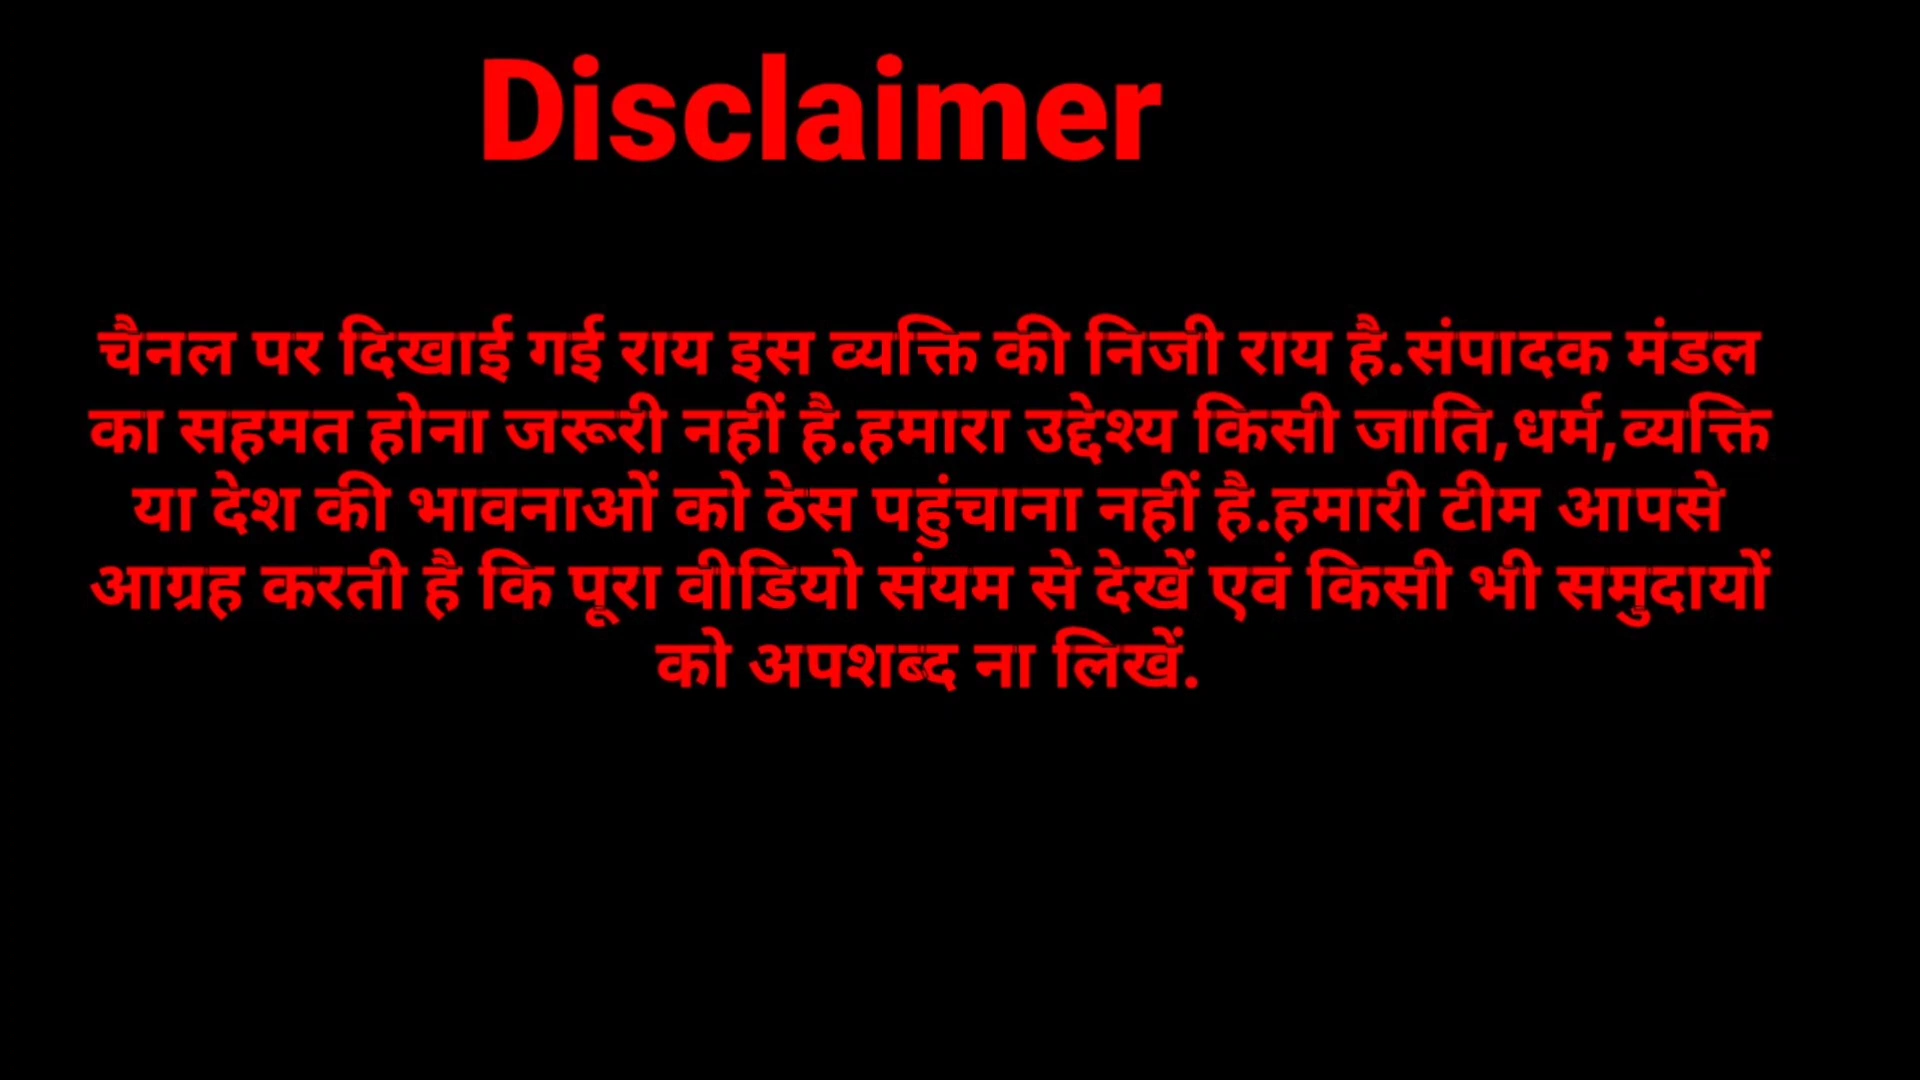 Disclaimer
चैनल पर दिखाई गई राय इस व्यक्ति की निजी राय है.संपादक मंडल
का सहमत होना जरूरी नहीं है.हमारा उद्देश्य किसी जाति,धर्म,व्यक्ति
या देश की भावनाओं को ठेस पहुंचाना नहीं है.हमारी टीम आपसे
आग्रह करती है कि पूरा वीडियो संयम से देखें एवं किसी भी समुदायों
को अपशब्द ना लिखें.